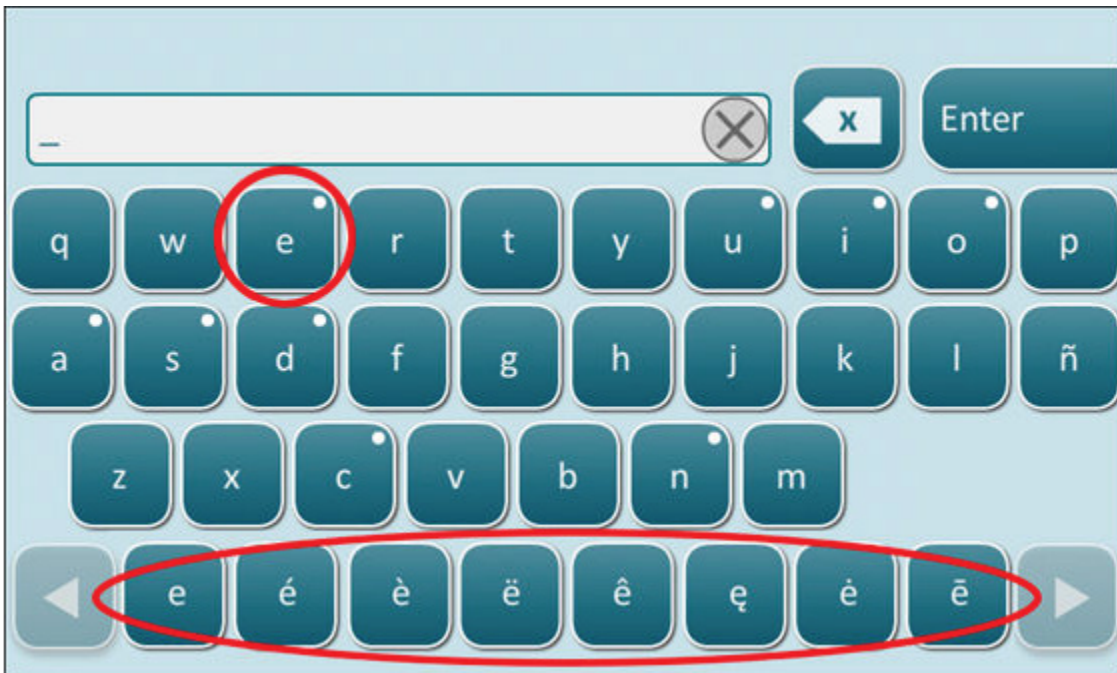 _
x Enter
q w e r t y u i o p
a s d f g h j k l ñ
z x c v b n m
e é è ë ê ę ė ē